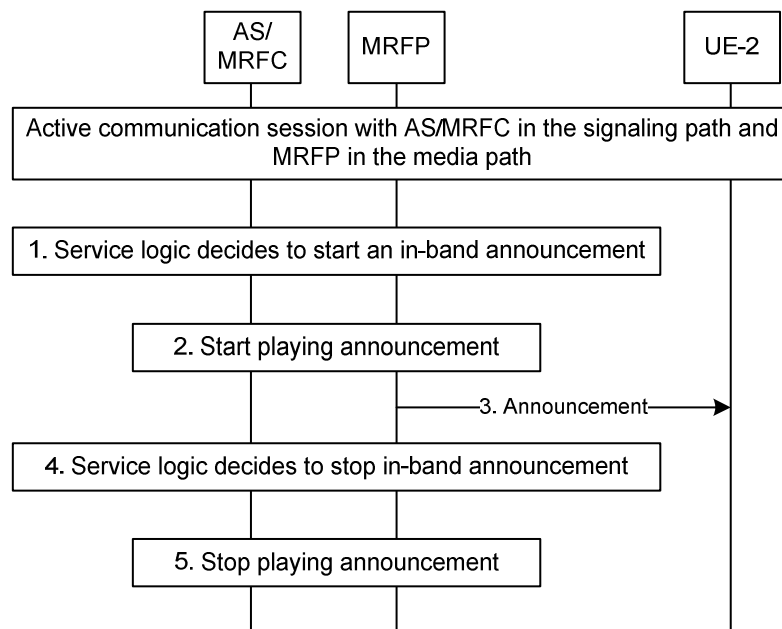 AS/
MRFC
MRFP
UE-2
Active communication session with AS/MRFC in the signaling path and
MRFP in the media path
1. Service logic decides to start an in-band announcement
2. Start playing announcement
3. Announcement
4. Service logic decides to stop in-band announcement
5. Stop playing announcement